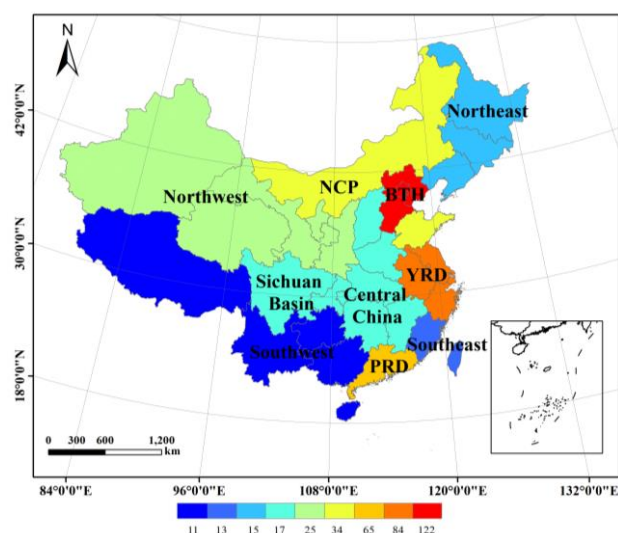 N
42°0'0"N
30°0'0"N
18°0'0"N
Northeast
Northwest
NCP
BTH
Sichuan
Basin
Central
China
YRD
Southwest
Southeast
PRD
0 300 600 1,200
km
84°0'0"E 96°0'0"E 108°0'0"E 120°0'0"E 132°0'0"E
11 13 15 17 25 34 65 84 122